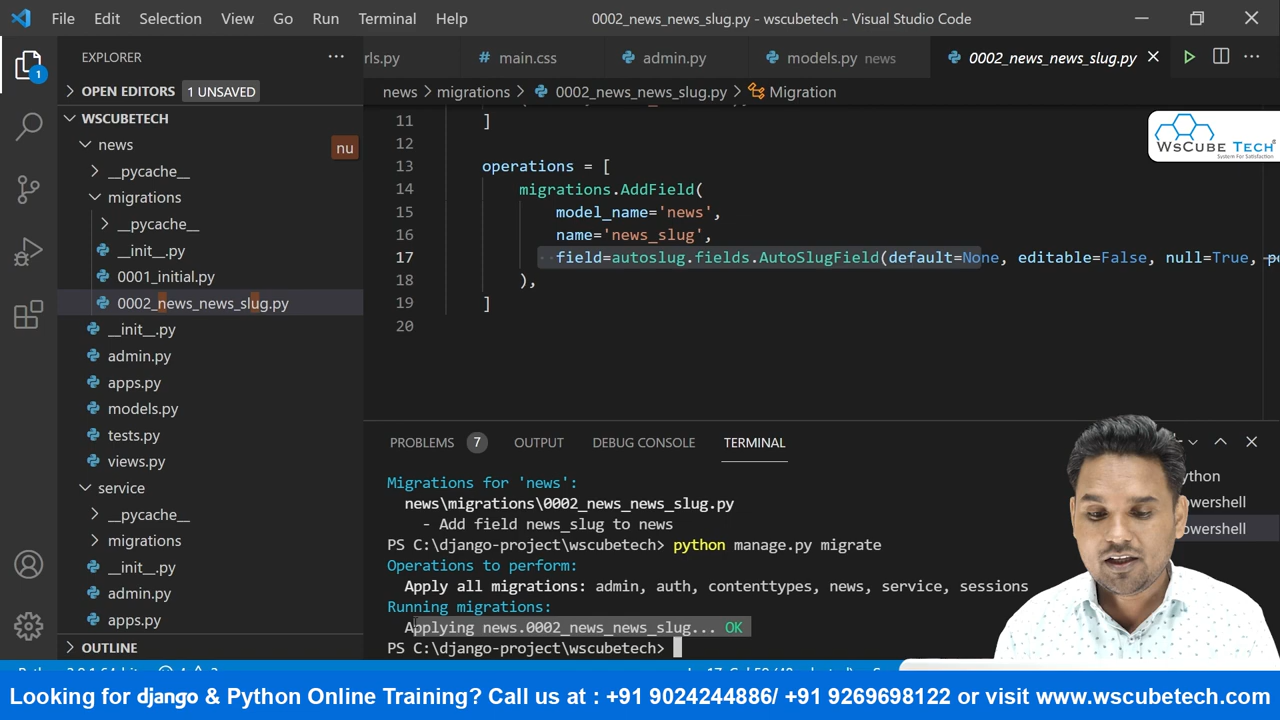 File Edit Selection View Go Run Terminal Help 0002_news_news_slug.py - wscubetech - Visual Studio Code
EXPLORER
rls.py main.css admin.py models.py news 0002_news_news_slug.py
1
OPEN EDITORS 1 UNSAVED
news > migrations > 0002_news_news_slug.py > Migration
WSCUBETECH
news nu
__pycache__
migrations
__pycache__
__init__.py
0001_initial.py
0002_news_news_slug.py
__init__.py
admin.py
apps.py
models.py
tests.py
views.py
service
__pycache__
migrations
__init__.py
admin.py
apps.py
OUTLINE
11 ]
12
13 operations = [
14 migrations.AddField(
15 model_name='news',
16 name='news_slug',
17 field=autoslug.fields.AutoSlugField(default=None, editable=False, null=True,
18 ),
19 ]
20
WsCube Tech
System For Satisfaction
PROBLEMS 7 OUTPUT DEBUG CONSOLE TERMINAL
Migrations for 'news':
news\migrations\0002_news_news_slug.py
- Add field news_slug to news
PS C:\django-project\wscubetech> python manage.py migrate
Operations to perform:
Apply all migrations: admin, auth, contenttypes, news, service, sessions
Running migrations:
Applying news.0002_news_news_slug... OK
PS C:\django-project\wscubetech>
ython
owershell
owershell
Looking for django & Python Online Training? Call us at : +91 9024244886/ +91 9269698122 or visit www.wscubetech.com